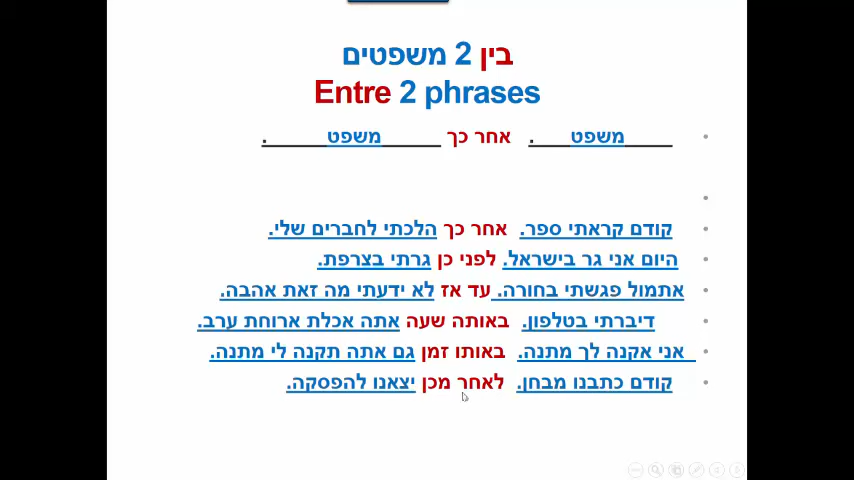 בין 2 משפטים
Entre 2 phrases
• ______משפט____. אחר כך ______משפט______.
•
• קודם קראתי ספר. אחר כך הלכתי לחברים שלי.
• היום אני גר בישראל. לפני כן גרתי בצרפת.
• אתמול פגשתי בחורה. עד אז לא ידעתי מה זאת אהבה.
• דיברתי בטלפון. באותה שעה אתה אכלת ארוחת ערב.
• אני אקנה לך מתנה. באותו זמן גם אתה תקנה לי מתנה.
• קודם כתבנו מבחן. לאחר מכן יצאנו להפסקה.